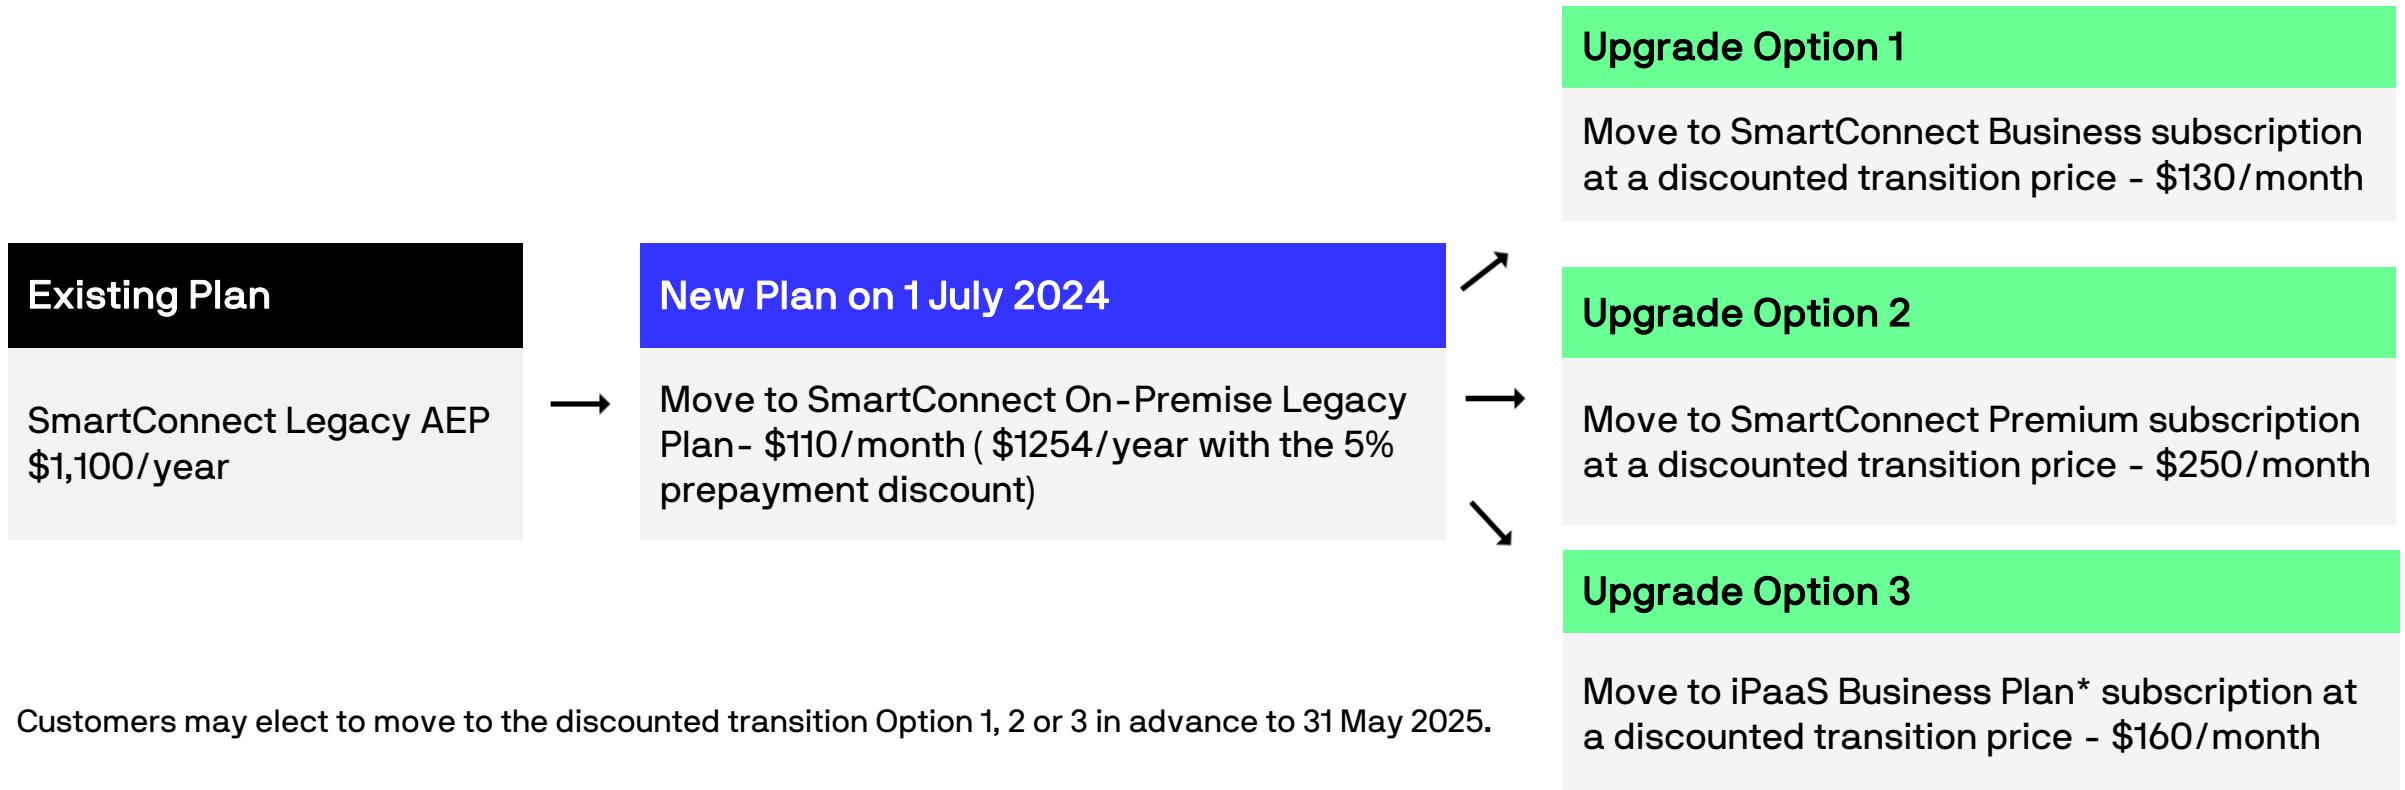 Existing Plan
SmartConnect Legacy AEP
$1,100/year
New Plan on 1 July 2024
Move to SmartConnect On-Premise Legacy
Plan- $110/month ( $1254/year with the 5%
prepayment discount)
Upgrade Option 1
Move to SmartConnect Business subscription
at a discounted transition price - $130/month
Upgrade Option 2
Move to SmartConnect Premium subscription
at a discounted transition price - $250/month
Upgrade Option 3
Move to iPaaS Business Plan* subscription at
a discounted transition price - $160/month
Customers may elect to move to the discounted transition Option 1, 2 or 3 in advance to 31 May 2025.